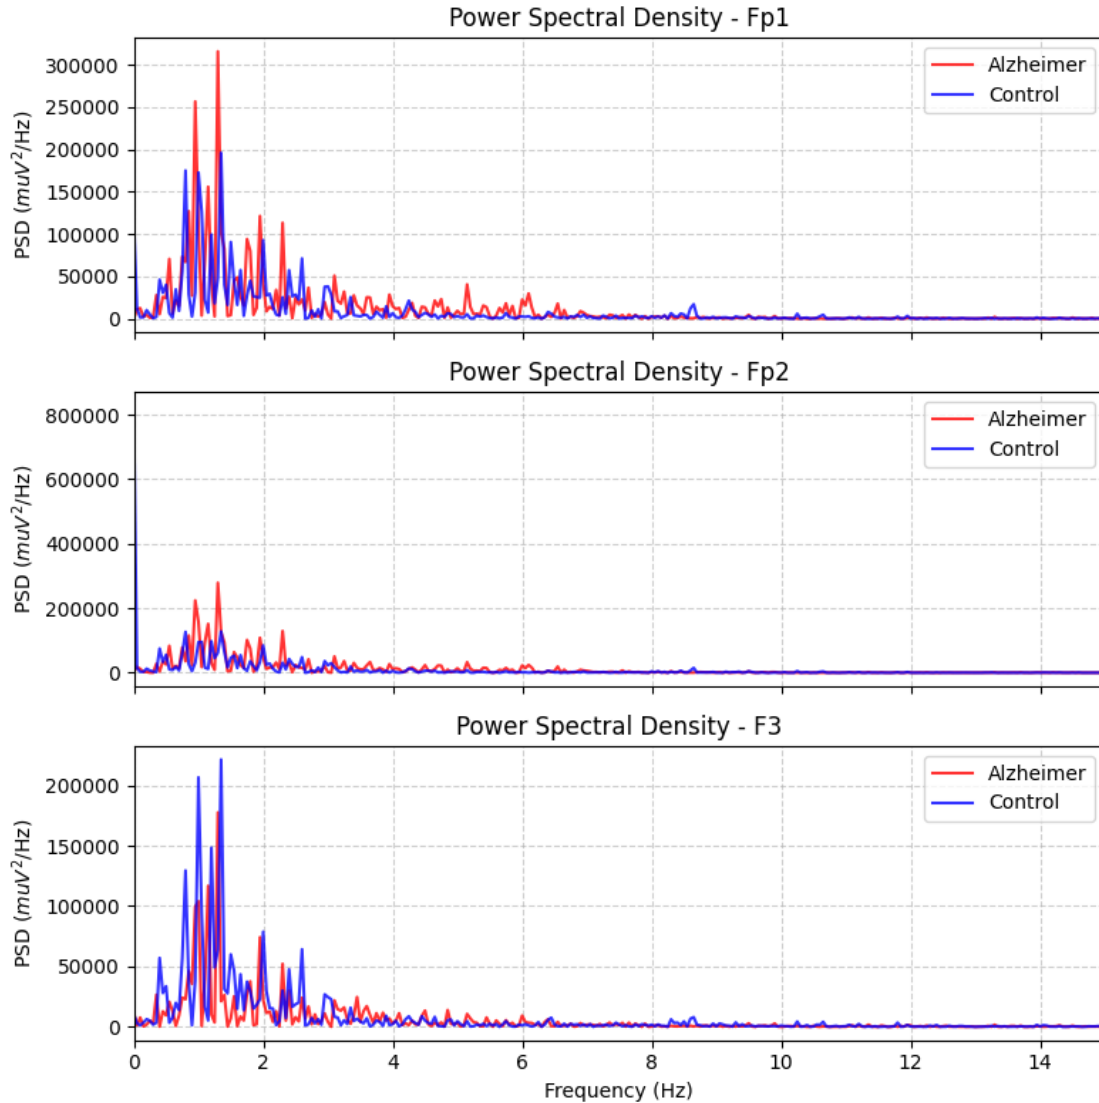 Power Spectral Density - Fp1
PSD (muV²/Hz)
300000
250000
200000
150000
100000
50000
0
Alzheimer
Control
Power Spectral Density - Fp2
PSD (muV²/Hz)
800000
600000
400000
200000
0
Alzheimer
Control
Power Spectral Density - F3
PSD (muV²/Hz)
200000
150000
100000
50000
0
Alzheimer
Control
0 2 4 6 8 10 12 14
Frequency (Hz)